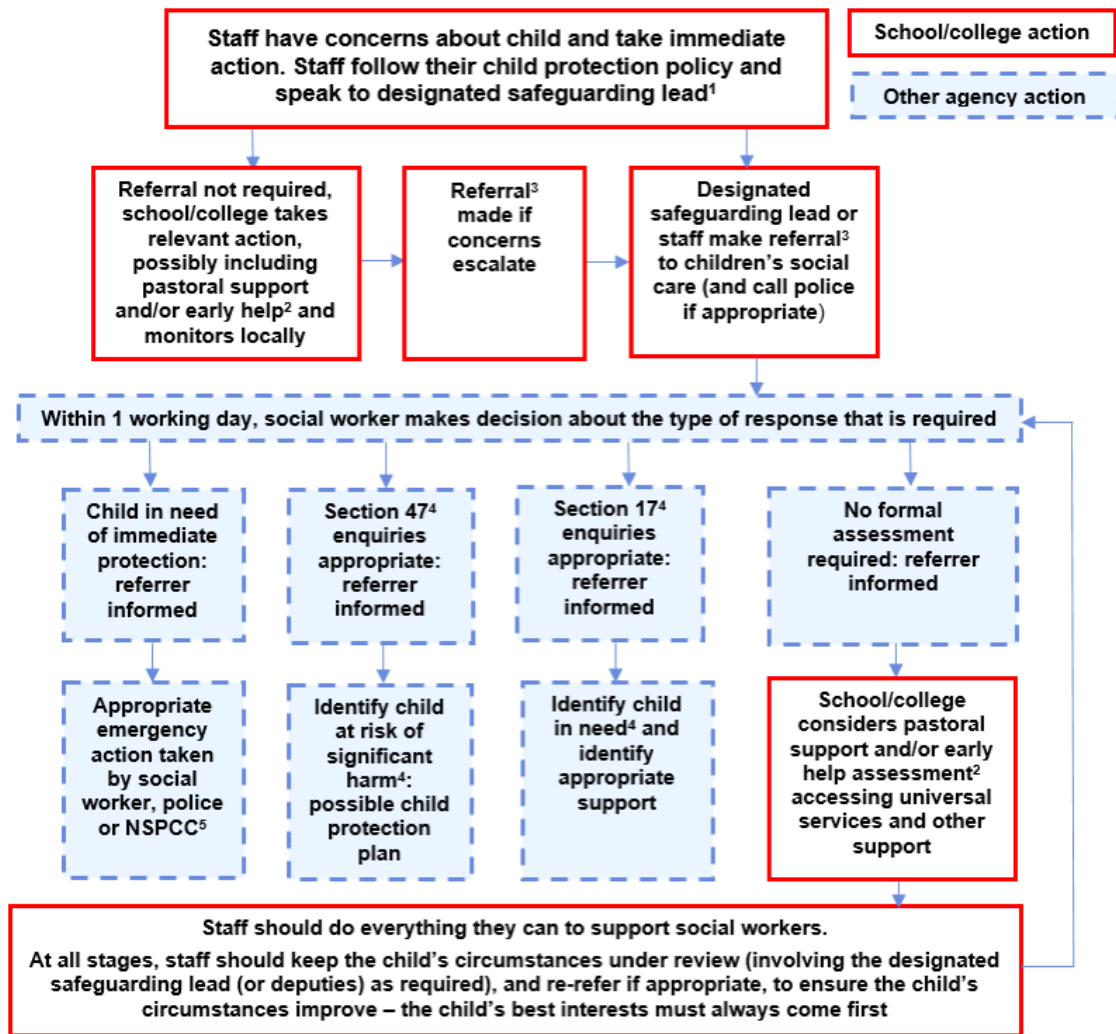 Staff have concerns about child and take immediate
action. Staff follow their child protection policy and
speak to designated safeguarding lead¹
School/college action
Other agency action
Referral not required,
school/college takes
relevant action,
possibly including
pastoral support
and/or early help² and
monitors locally
Referral³
made if
concerns
escalate
Designated
safeguarding lead or
staff make referral³
to children’s social
care (and call police
if appropriate)
Within 1 working day, social worker makes decision about the type of response that is required
Child in need
of immediate
protection:
referrer
informed
Section 47⁴
enquiries
appropriate:
referrer
informed
Section 17⁴
enquiries
appropriate:
referrer
informed
No formal
assessment
required: referrer
informed
Appropriate
emergency
action taken
by social
worker, police
or NSPCC⁵
Identify child
at risk of
significant
harm⁴:
possible child
protection
plan
Identify child
in need⁴ and
identify
appropriate
support
School/college
considers pastoral
support and/or early
help assessment²
accessing universal
services and other
support
Staff should do everything they can to support social workers.
At all stages, staff should keep the child’s circumstances under review (involving the designated
safeguarding lead (or deputies) as required), and re-refer if appropriate, to ensure the child’s
circumstances improve – the child’s best interests must always come first